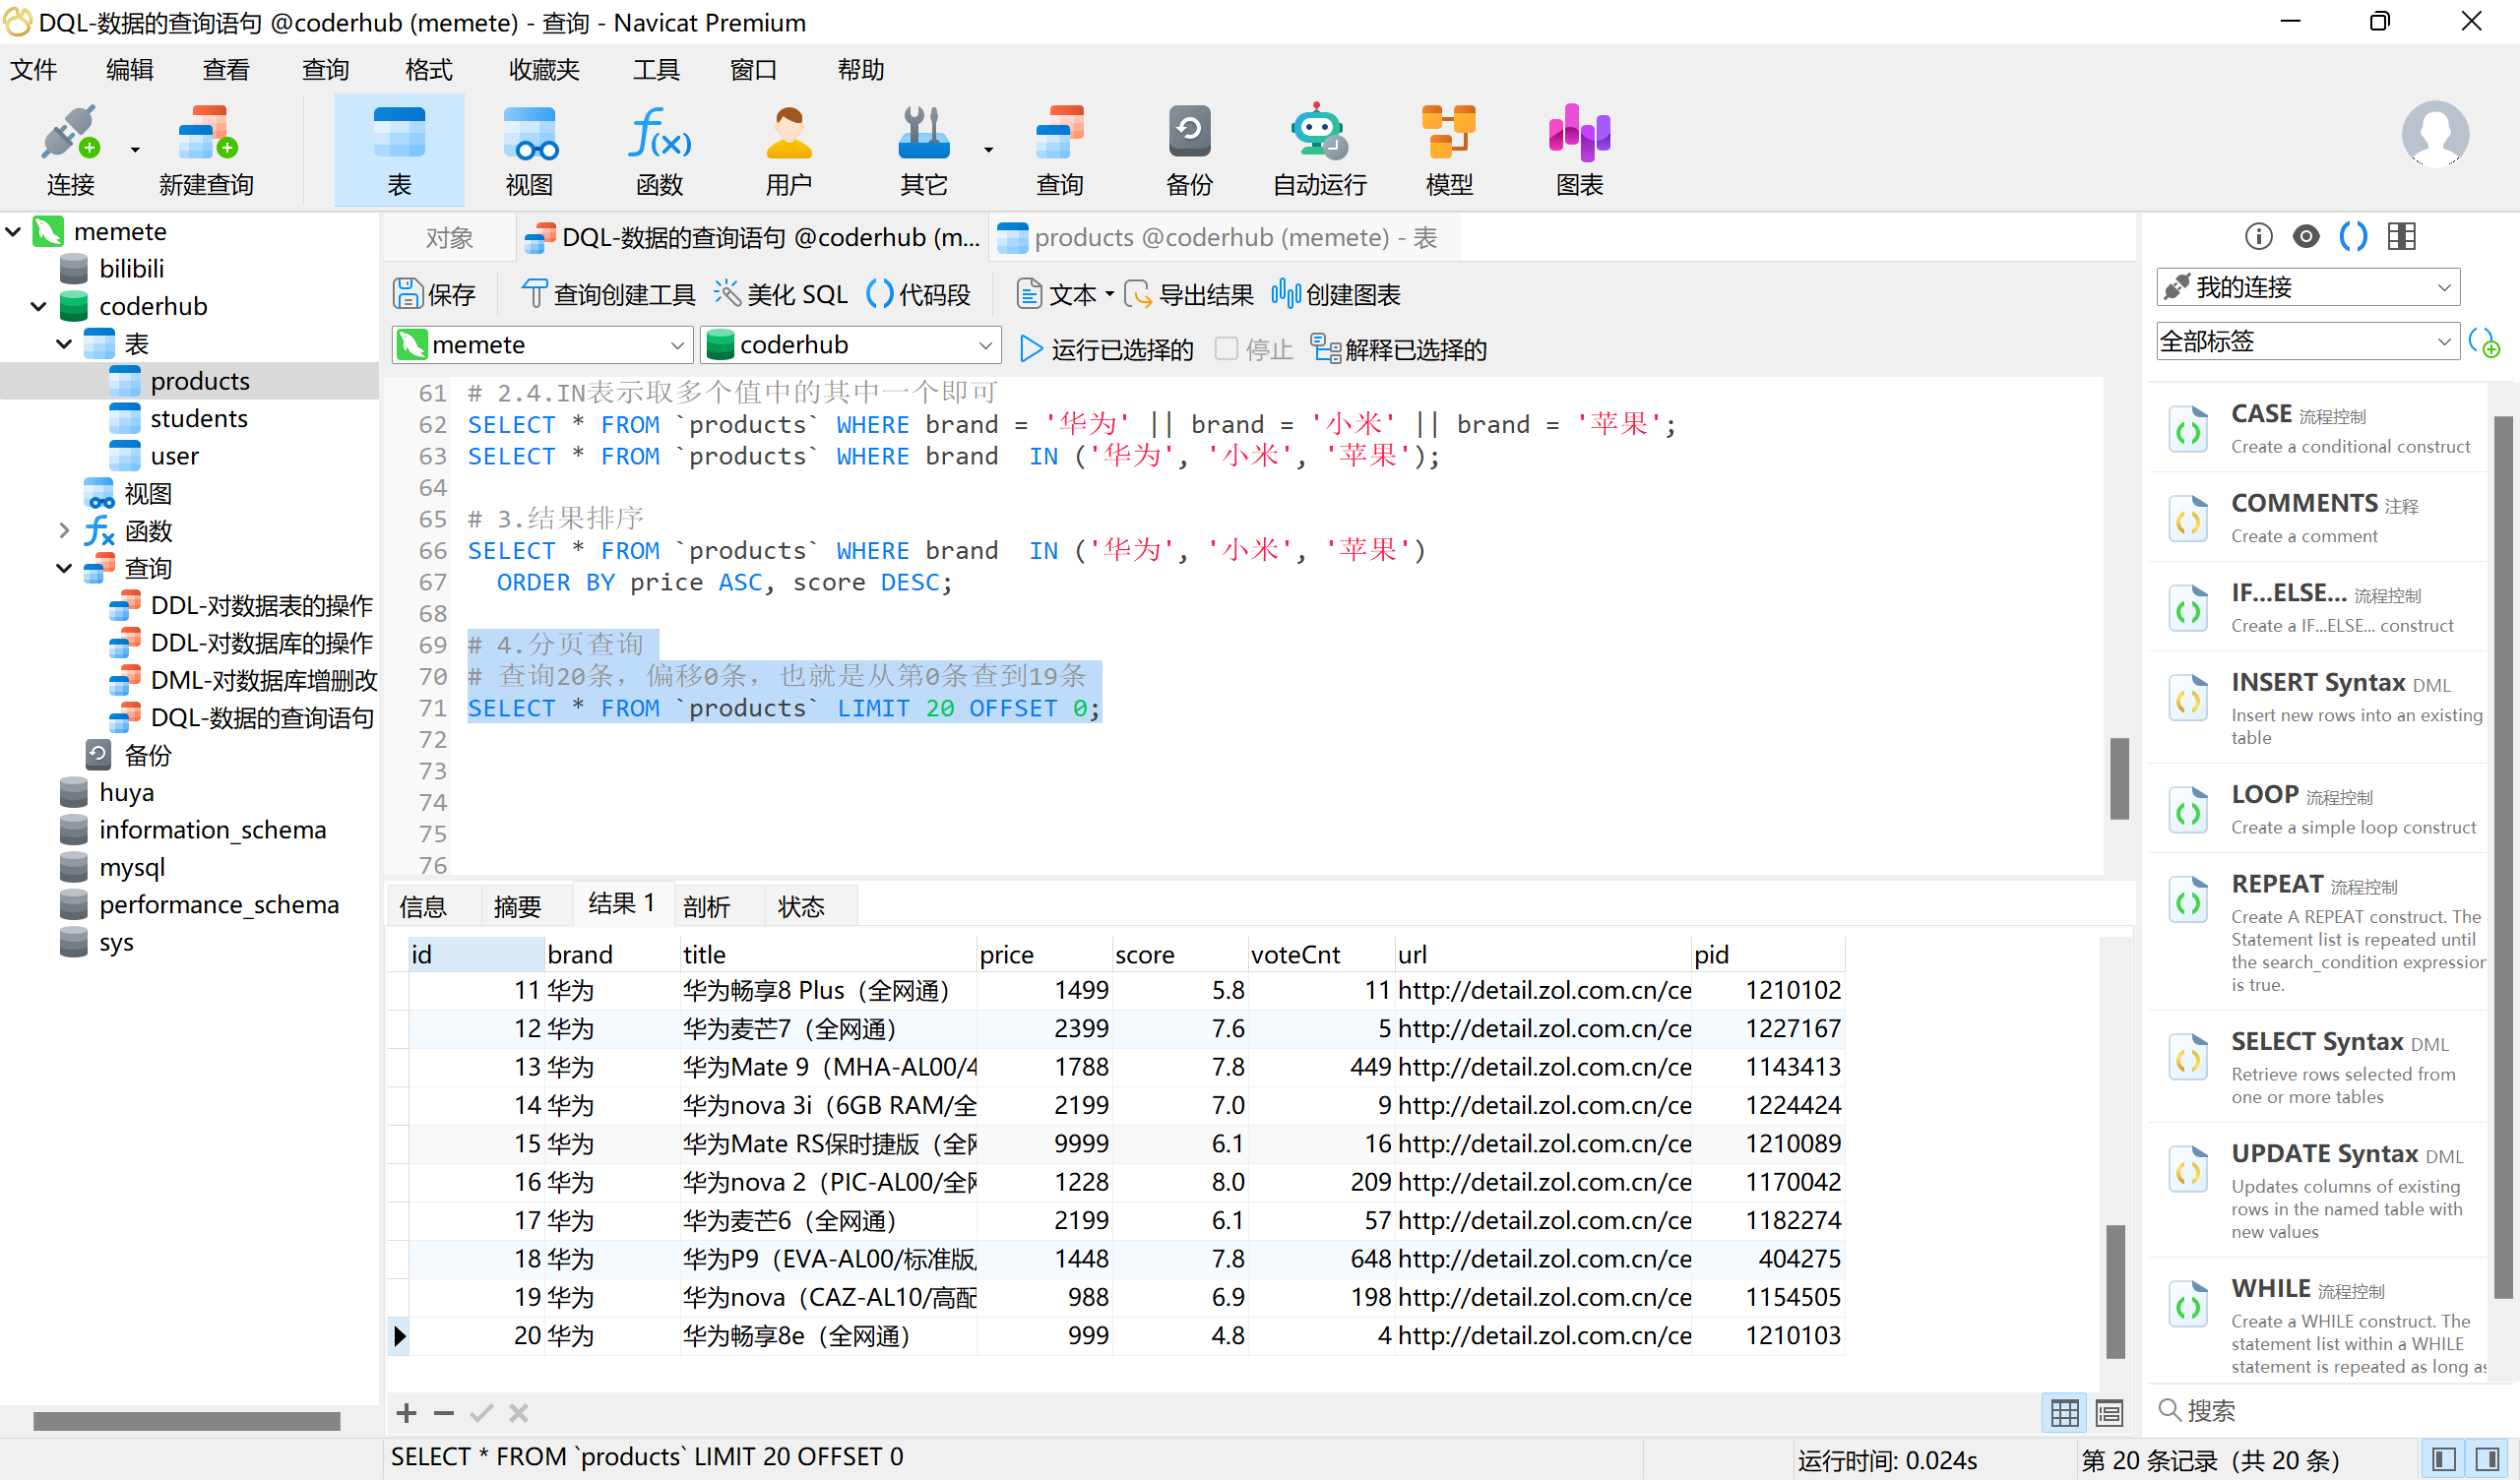 DQL-数据的查询语句 @coderhub (memete) - 查询 - Navicat Premium
文件 编辑 查看 查询 格式 收藏夹 工具 窗口 帮助
连接 新建查询 表 视图 函数 用户 其它 查询 备份 自动运行 模型 图表
memete
bilibili
coderhub
表
products
students
user
视图
函数
查询
DDL-对数据表的操作
DDL-对数据库的操作
DML-对数据库增删改
DQL-数据的查询语句
备份
huya
information_schema
mysql
performance_schema
sys
对象 DQL-数据的查询语句 @coderhub (m... products @coderhub (memete) - 表
保存 查询创建工具 美化 SQL 代码段 文本 导出结果 创建图表
memete coderhub 运行已选择的 停止 解释已选择的
61 # 2.4.IN表示取多个值中的其中一个即可
62 SELECT * FROM `products` WHERE brand = '华为' || brand = '小米' || brand = '苹果';
63 SELECT * FROM `products` WHERE brand  IN ('华为', '小米', '苹果');
64
65 # 3.结果排序
66 SELECT * FROM `products` WHERE brand  IN ('华为', '小米', '苹果')
67   ORDER BY price ASC, score DESC;
68
69 # 4.分页查询
70 # 查询20条，偏移0条，也就是从第0条查到19条
71 SELECT * FROM `products` LIMIT 20 OFFSET 0;
72
73
74
75
76
信息 摘要 结果 1 剖析 状态
id brand title price score voteCnt url pid
11 华为 华为畅享8 Plus（全网通） 1499 5.8 11 http://detail.zol.com.cn/ce 1210102
12 华为 华为麦芒7（全网通） 2399 7.6 5 http://detail.zol.com.cn/ce 1227167
13 华为 华为Mate 9（MHA-AL00/4 1788 7.8 449 http://detail.zol.com.cn/ce 1143413
14 华为 华为nova 3i（6GB RAM/全 2199 7.0 9 http://detail.zol.com.cn/ce 1224424
15 华为 华为Mate RS保时捷版（全网 9999 6.1 16 http://detail.zol.com.cn/ce 1210089
16 华为 华为nova 2（PIC-AL00/全网 1228 8.0 209 http://detail.zol.com.cn/ce 1170042
17 华为 华为麦芒6（全网通） 2199 6.1 57 http://detail.zol.com.cn/ce 1182274
18 华为 华为P9（EVA-AL00/标准版/ 1448 7.8 648 http://detail.zol.com.cn/ce 404275
19 华为 华为nova（CAZ-AL10/高配 988 6.9 198 http://detail.zol.com.cn/ce 1154505
20 华为 华为畅享8e（全网通） 999 4.8 4 http://detail.zol.com.cn/ce 1210103
SELECT * FROM `products` LIMIT 20 OFFSET 0 运行时间: 0.024s 第 20 条记录 (共 20 条)
我的连接
全部标签
CASE 流程控制
Create a conditional construct
COMMENTS 注释
Create a comment
IF...ELSE... 流程控制
Create a IF...ELSE... construct
INSERT Syntax DML
Insert new rows into an existing
table
LOOP 流程控制
Create a simple loop construct
REPEAT 流程控制
Create A REPEAT construct. The
Statement list is repeated until
the search_condition expression
is true.
SELECT Syntax DML
Retrieve rows selected from
one or more tables
UPDATE Syntax DML
Updates columns of existing
rows in the named table with
new values
WHILE 流程控制
Create a WHILE construct. The
statement list within a WHILE
statement is repeated as long as
搜索